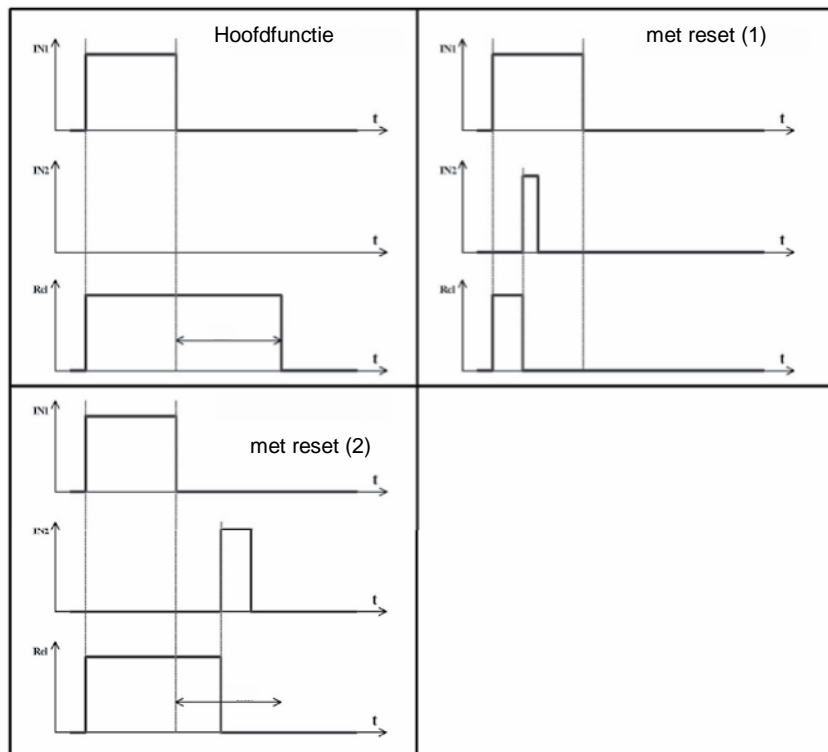 Hoofdfunctie
IN1
t
IN2
t
Rel
t
met reset (1)
IN1
t
IN2
t
Rel
t
met reset (2)
IN1
t
IN2
t
Rel
t